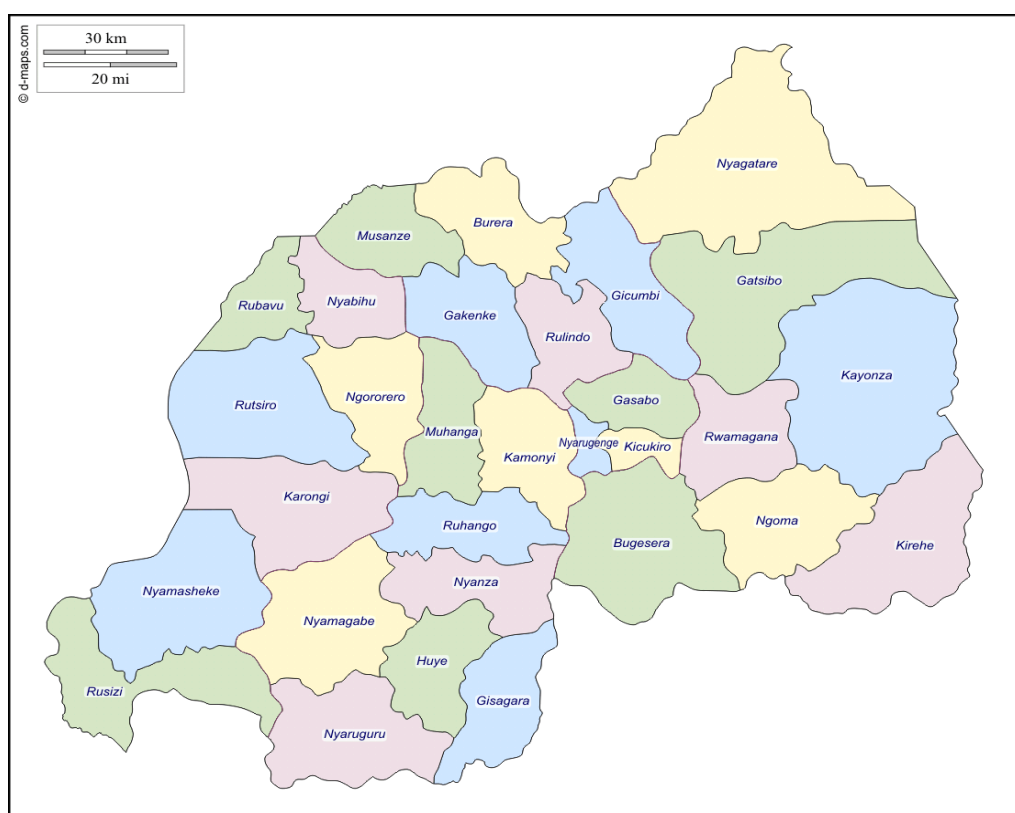 © d-maps.com
30 km
20 mi
Nyagatare
Burera
Musanze
Gatsibo
Gicumbi
Nyabihu
Rubavu
Gakenke
Rulindo
Kayonza
Ngororero
Gasabo
Rutsiro
Muhanga
Rwamagana
Nyarugenge
Kicukiro
Kamonyi
Karongi
Ngoma
Ruhango
Bugesera
Kirehe
Nyanza
Nyamasheke
Nyamagabe
Huye
Rusizi
Gisagara
Nyaruguru